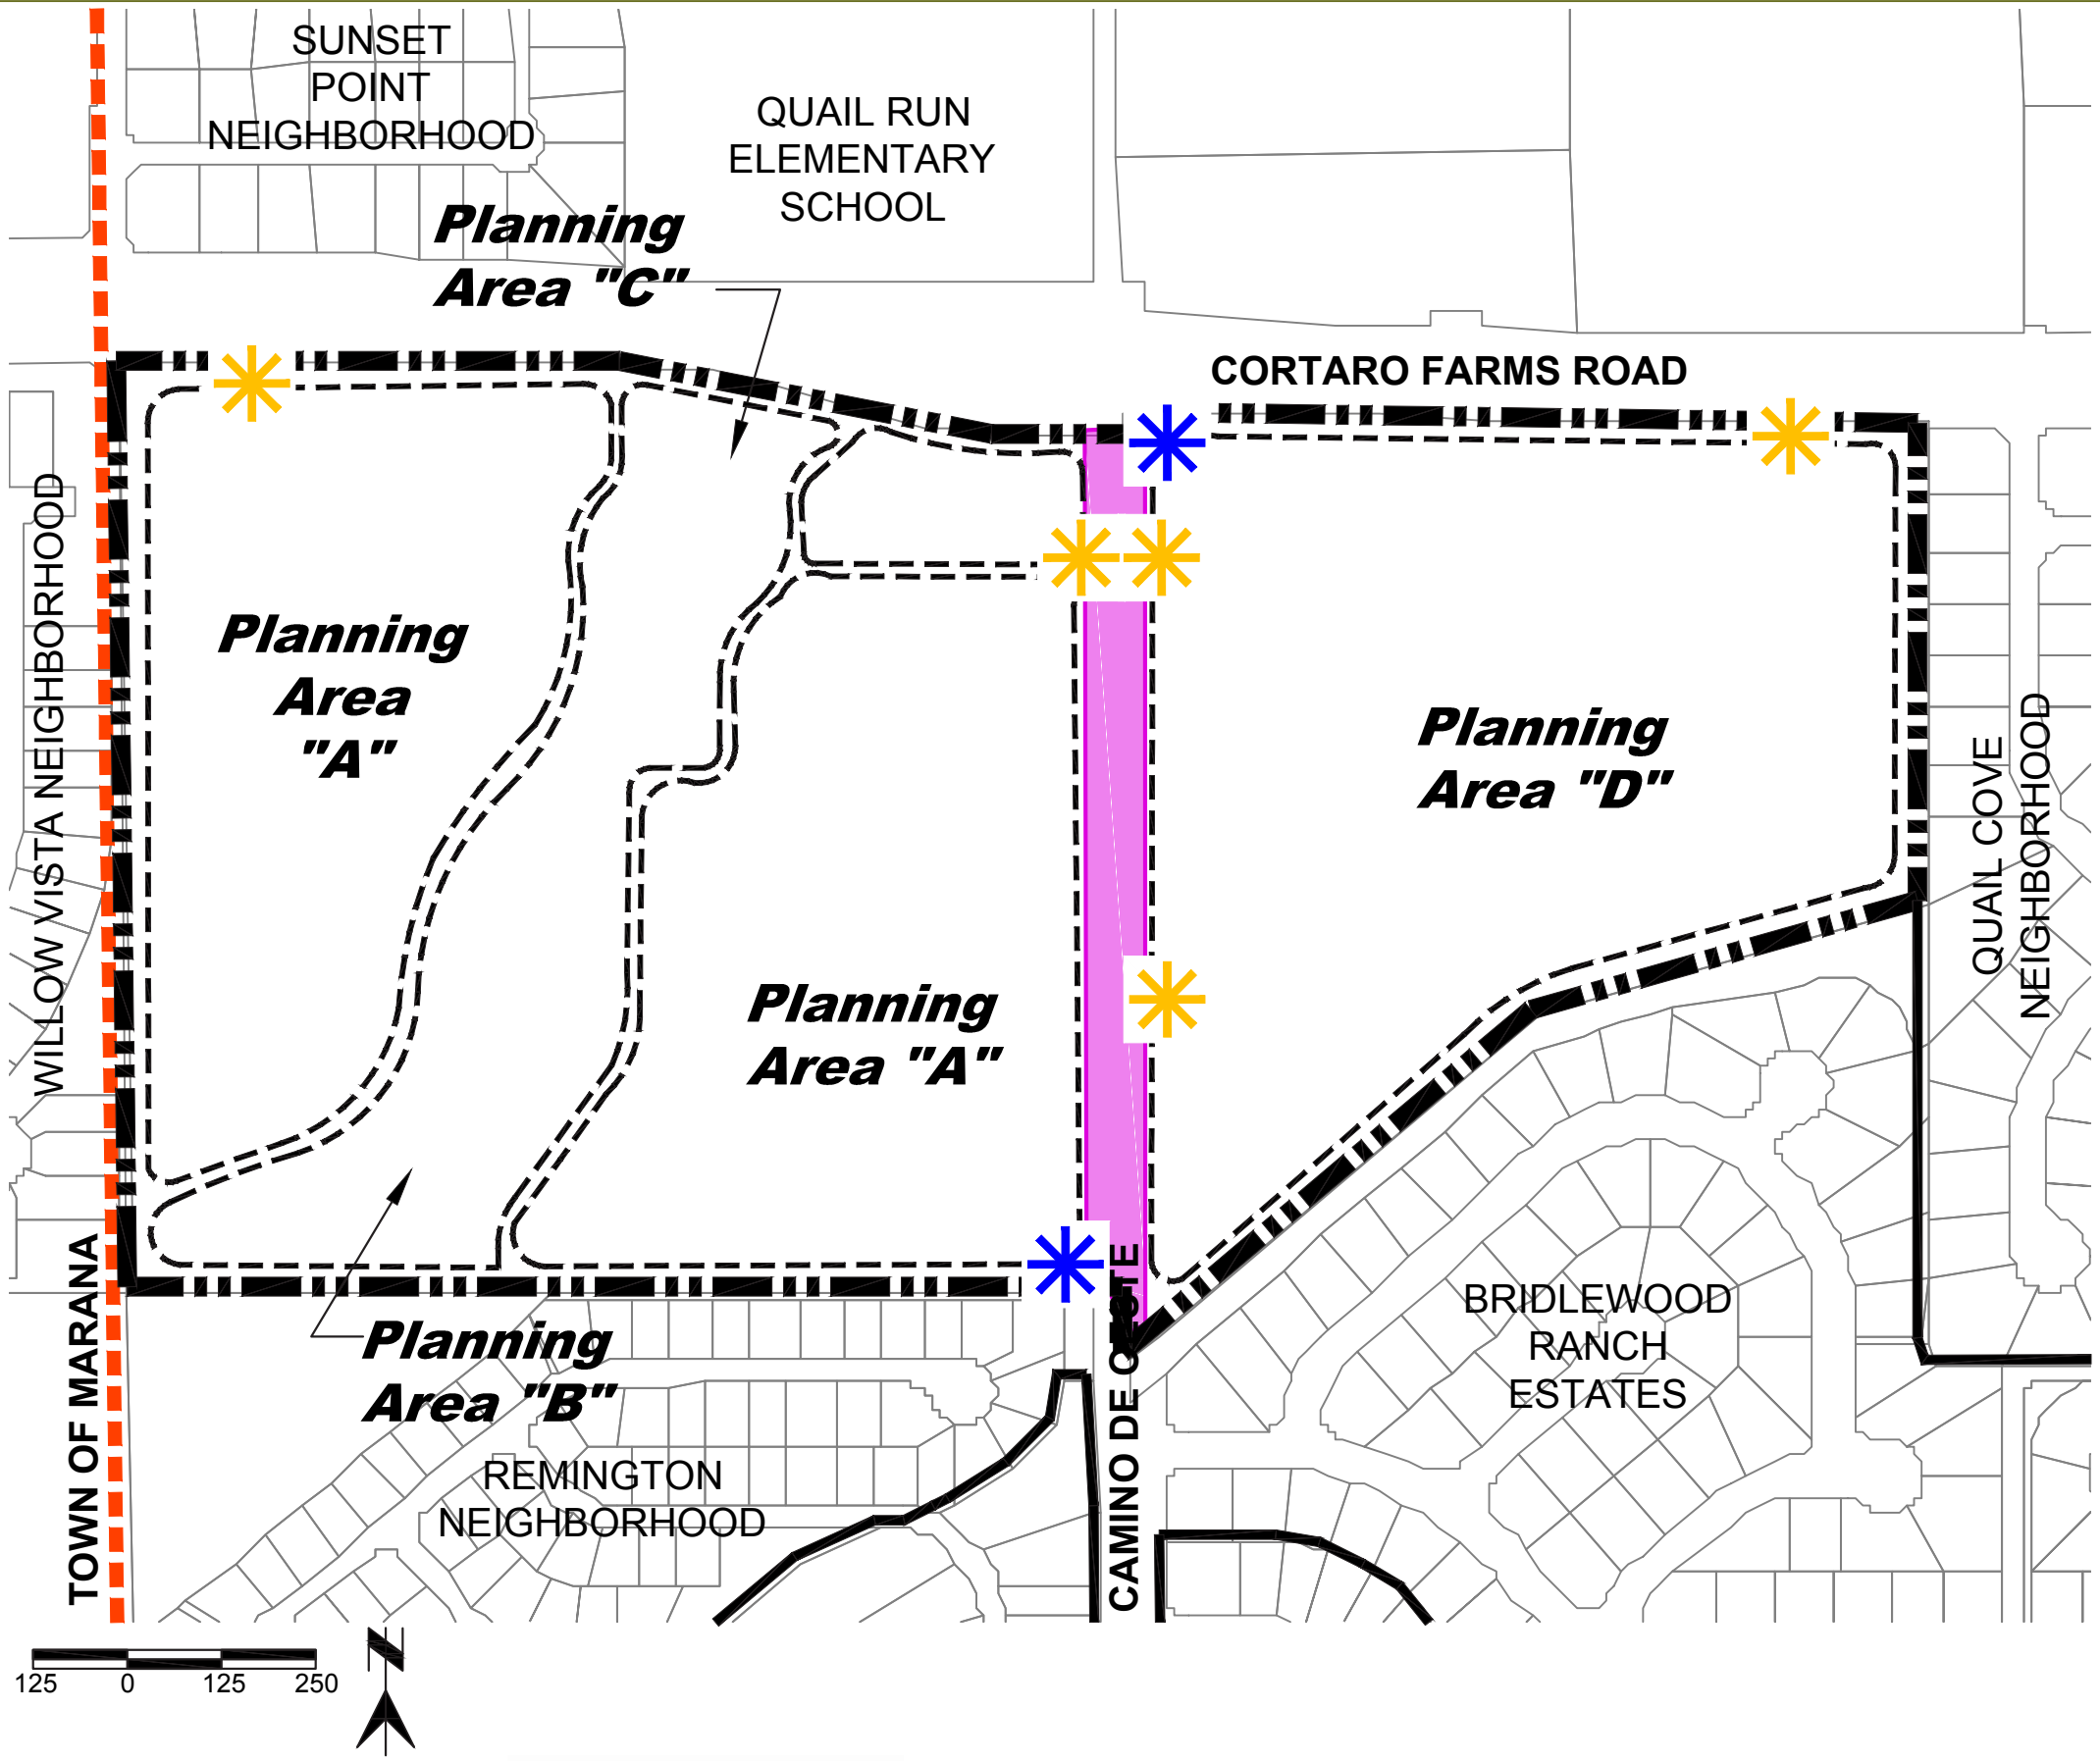 SUNSET
POINT
NEIGHBORHOOD
QUAIL RUN
ELEMENTARY
SCHOOL
Planning
Area "C"
CORTARO FARMS ROAD
WILLOW VISTA NEIGHBORHOOD
Planning
Area
"A"
Planning
Area "D"
QUAIL COVE
NEIGHBORHOOD
Planning
Area "A"
TOWN OF MARANA
CAMINO DE OESTE
Planning
Area "B"
BRIDLEWOOD
RANCH
ESTATES
REMINGTON
NEIGHBORHOOD
125 0 125 250
N